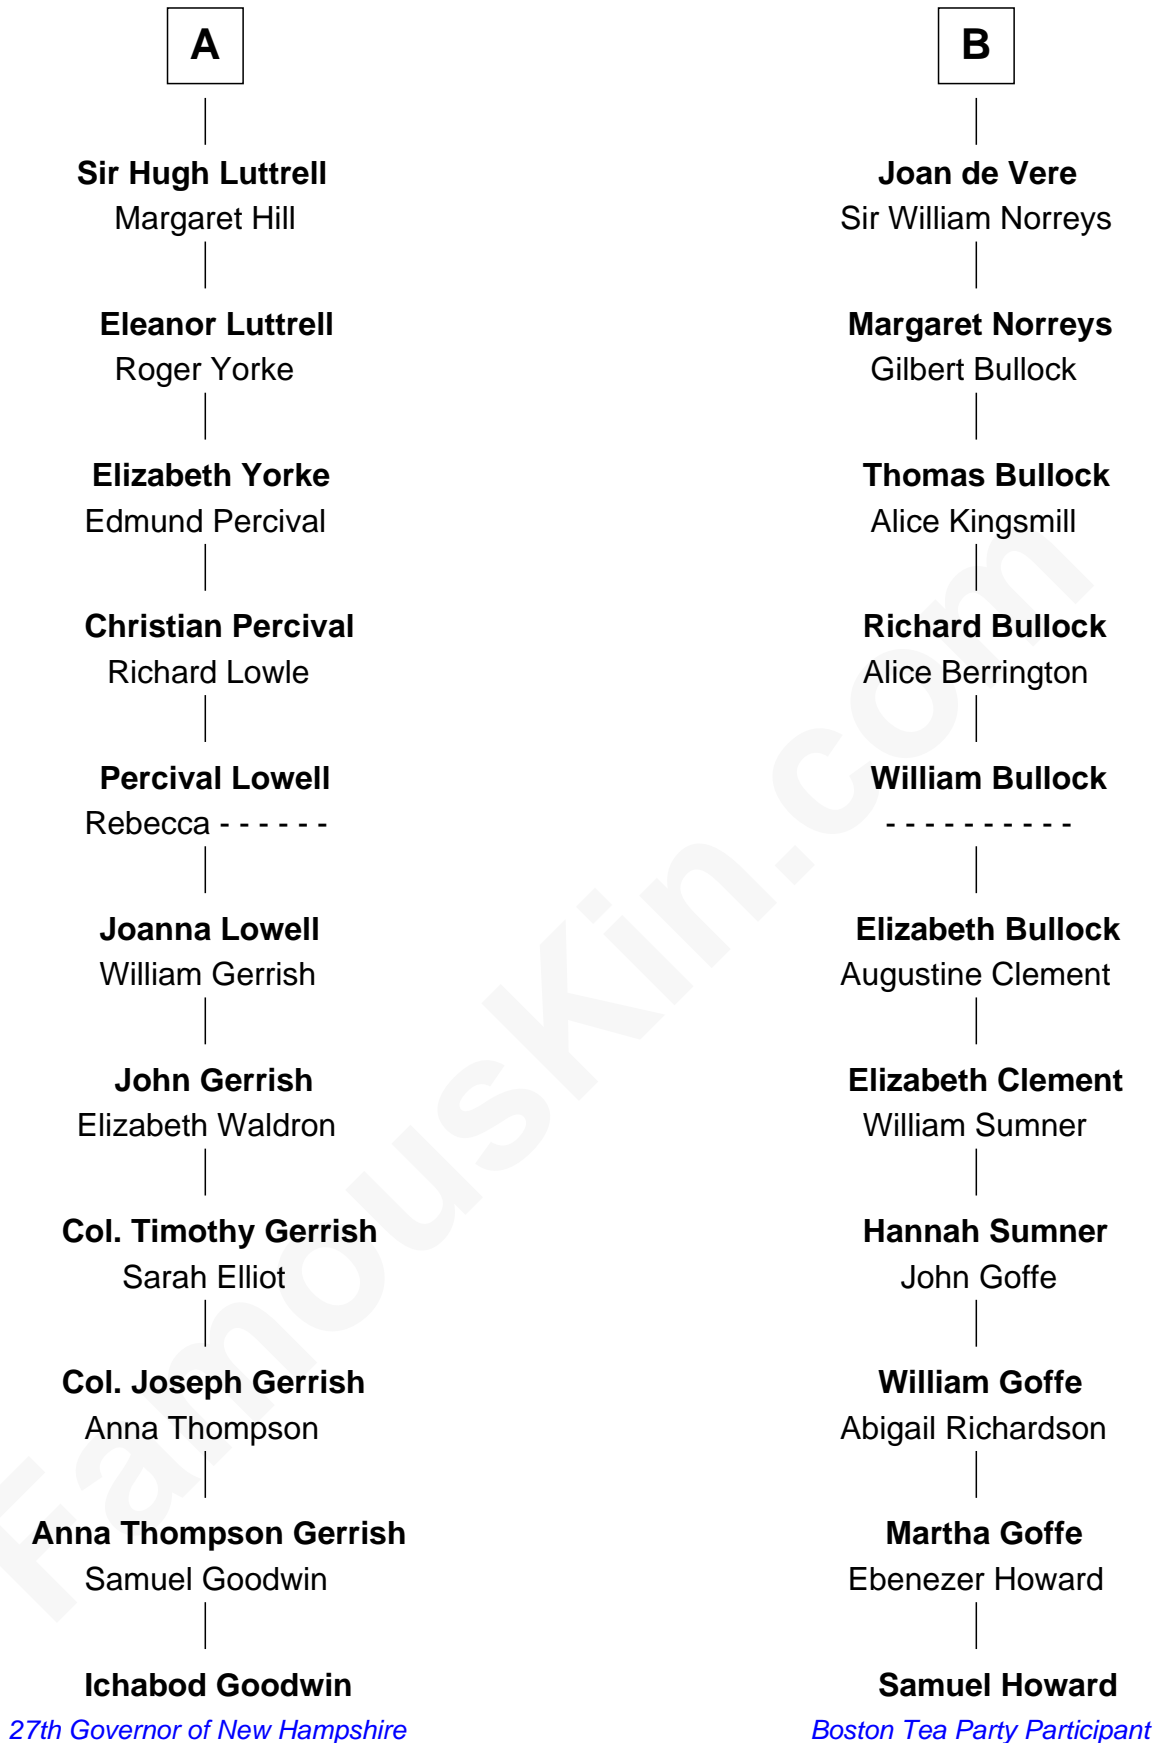 A
Sir Hugh Luttrell
Margaret Hill
Eleanor Luttrell
Roger Yorke
Elizabeth Yorke
Edmund Percival
Christian Percival
Richard Lowle
Percival Lowell
Rebecca - - - - - -
Joanna Lowell
William Gerrish
John Gerrish
Elizabeth Waldron
Col. Timothy Gerrish
Sarah Elliot
Col. Joseph Gerrish
Anna Thompson
Anna Thompson Gerrish
Samuel Goodwin
Ichabod Goodwin
27th Governor of New Hampshire
B
Joan de Vere
Sir William Norreys
Margaret Norreys
Gilbert Bullock
Thomas Bullock
Alice Kingsmill
Richard Bullock
Alice Berrington
William Bullock
- - - - - - - - - -
Elizabeth Bullock
Augustine Clement
Elizabeth Clement
William Sumner
Hannah Sumner
John Goffe
William Goffe
Abigail Richardson
Martha Goffe
Ebenezer Howard
Samuel Howard
Boston Tea Party Participant
FamousKin.com